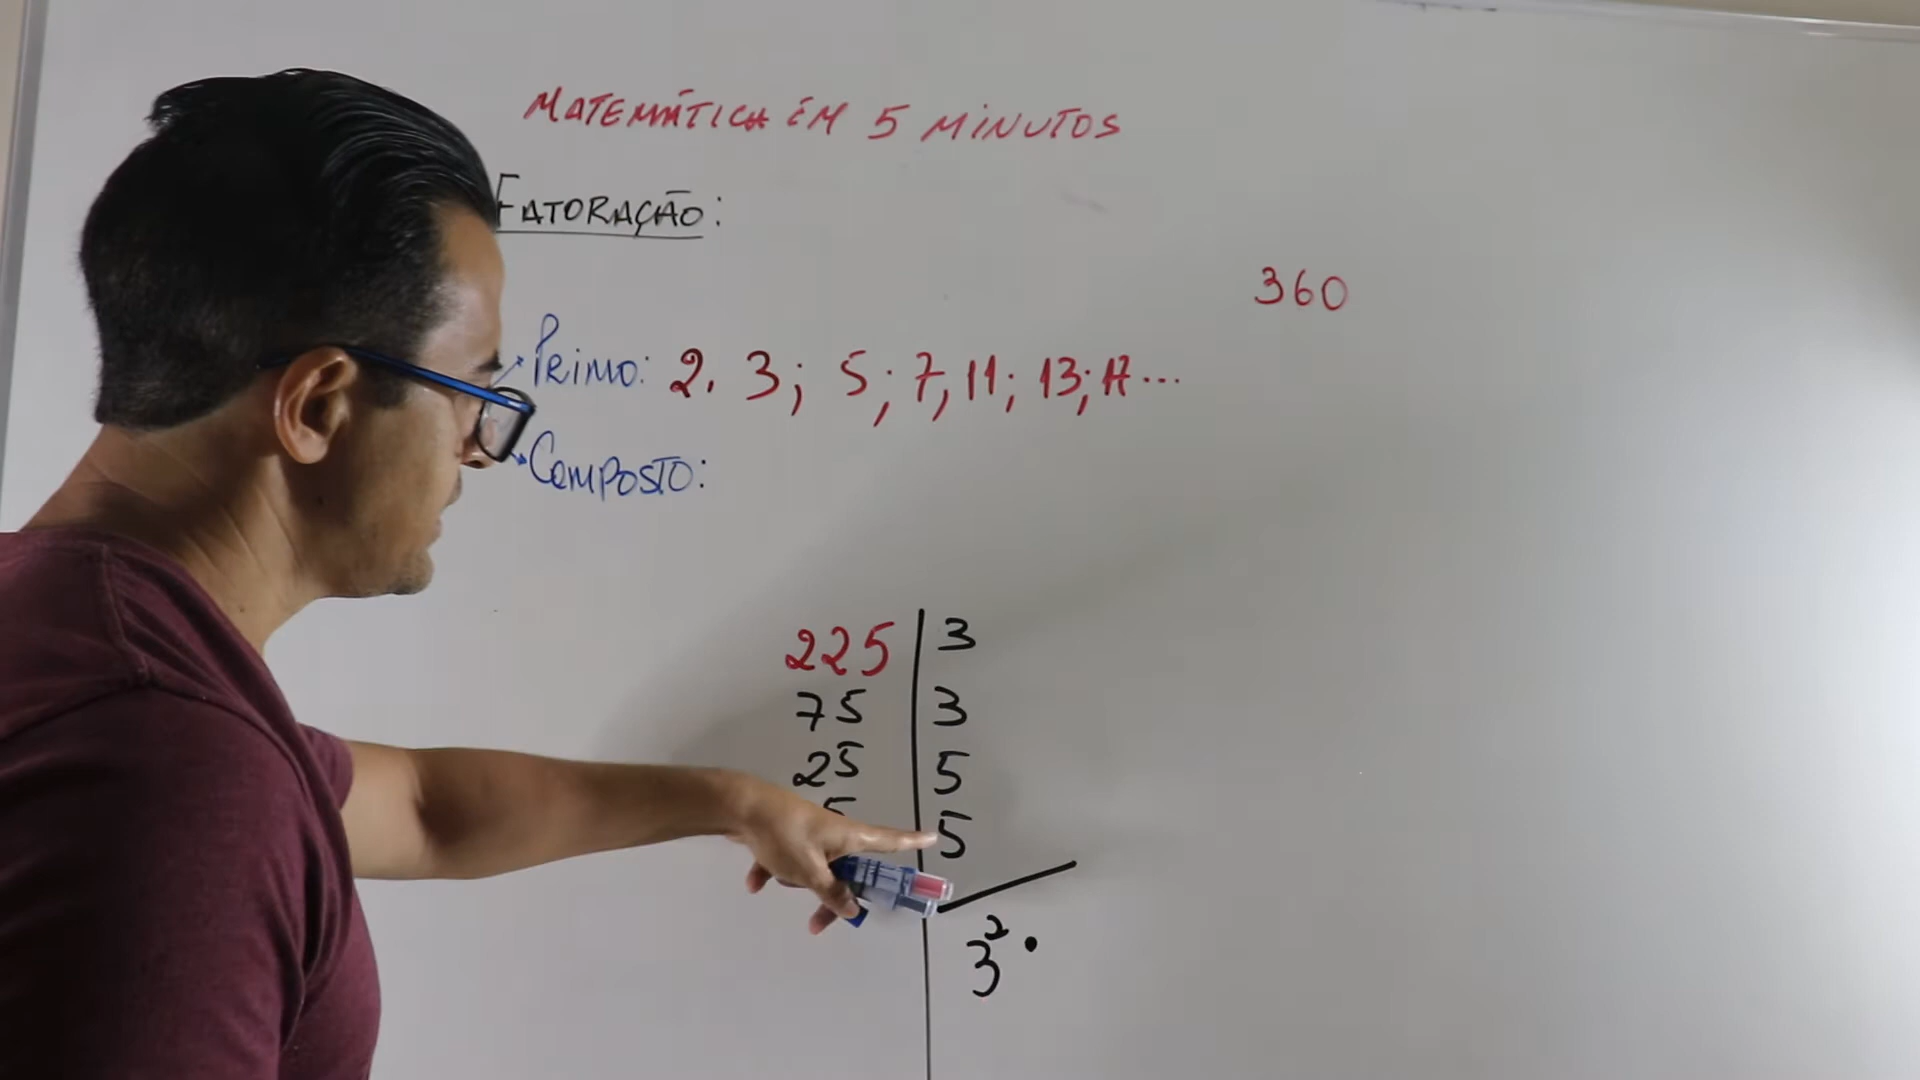 MATEMÁTICA EM 5 MINUTOS
FATORAÇÃO:
360
PRIMO: 2. 3; 5; 7, 11; 13; 17...
COMPOSTO:
225 3
75 3
25 5
5 5
3² •